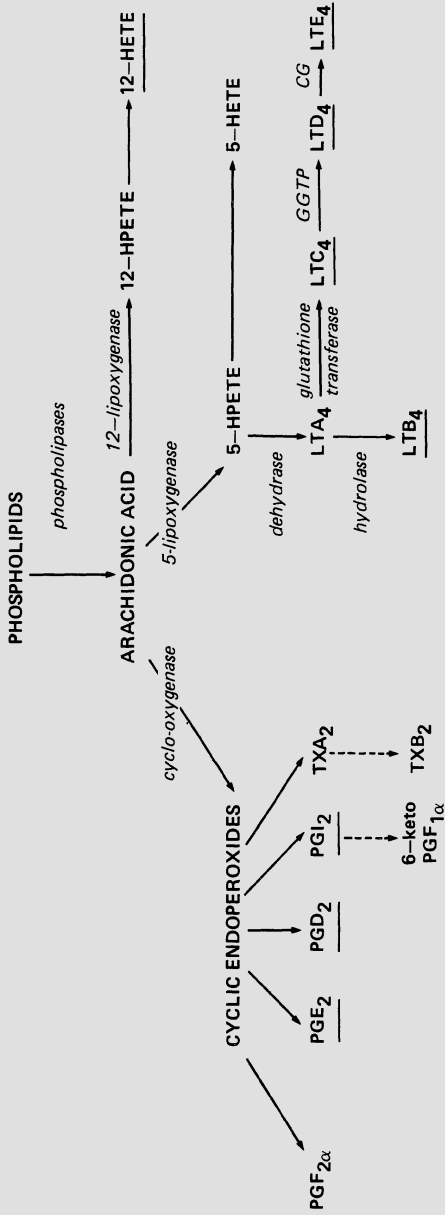 PHOSPHOLIPIDS
phospholipases
ARACHIDONIC ACID
12—lipoxygenase
12—HPETE
12—HETE
cyclo-oxygenase
5-lipoxygenase
CYCLIC ENDOPEROXIDES
5—HPETE
5—HETE
dehydrase
PGF2α
PGE2
PGD2
PGI2
TXA2
LTA4
glutathione
transferase
LTC4
GGTP
LTD4
CG
LTE4
hydrolase
6—keto
PGF1α
TXB2
LTB4